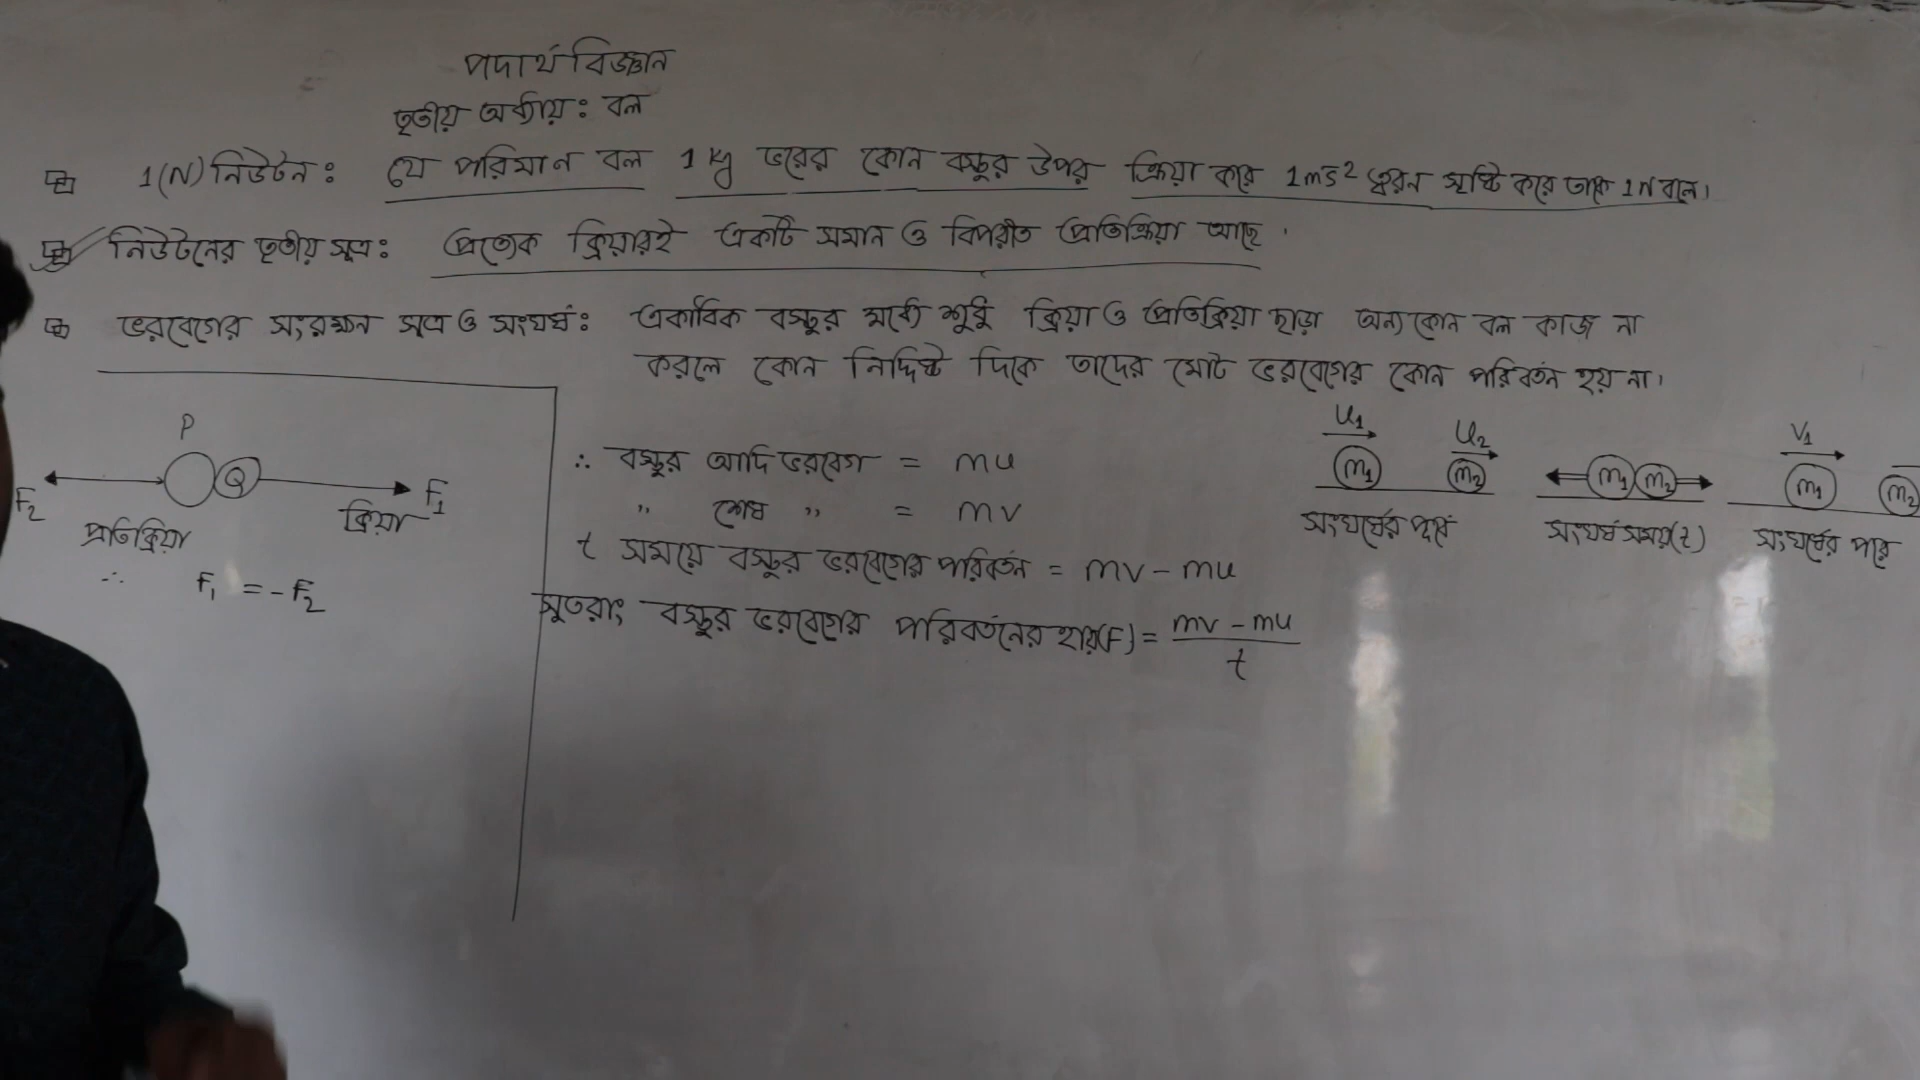 পদার্থ বিজ্ঞান
তৃতীয় অধ্যায়ঃ বল
1(N) নিউটনঃ যে পরিমান বল 1 kg ভরের কোন বস্তুর উপর ক্রিয়া করে 1ms² ত্বরন সৃষ্টি করে তাকে 1N বলে।
নিউটনের তৃতীয় সূত্রঃ প্রত্যেক ক্রিয়ারই একটি সমান ও বিপরীত প্রতিক্রিয়া আছে।
ভরবেগের সংরক্ষন সূত্র ও সংঘর্ষঃ একাধিক বস্তুর মধ্যে শুধু ক্রিয়া ও প্রতিক্রিয়া ছাড়া অন্য কোন বল কাজ না
করলে কোন নির্দিষ্ট দিকে তাদের মোট ভরবেগের কোন পরিবর্তন হয় না।
P
Q
F₂
F₁
প্রতিক্রিয়া
ক্রিয়া
∴ F₁ = -F₂
∴ বস্তুর আদি ভরবেগ = mu
" শেষ " = mv
t সময়ে বস্তুর ভরবেগের পরিবর্তন = mv - mu
সুতরাং বস্তুর ভরবেগের পরিবর্তনের হার(F) = mv - mu / t
u₁ u₂
m₁ m₂
সংঘর্ষের পূর্বে
m₁ m₂
সংঘর্ষ সময়(t)
v₁
m₁ m₂
সংঘর্ষের পরে